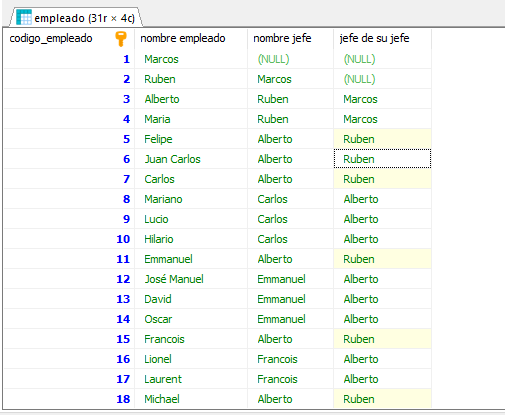 empleado (31r × 4c)
codigo_empleado nombre empleado nombre jefe jefe de su jefe
1 Marcos (NULL) (NULL)
2 Ruben Marcos (NULL)
3 Alberto Ruben Marcos
4 Maria Ruben Marcos
5 Felipe Alberto Ruben
6 Juan Carlos Alberto Ruben
7 Carlos Alberto Ruben
8 Mariano Carlos Alberto
9 Lucio Carlos Alberto
10 Hilario Carlos Alberto
11 Emmanuel Alberto Ruben
12 José Manuel Emmanuel Alberto
13 David Emmanuel Alberto
14 Oscar Emmanuel Alberto
15 Francois Alberto Ruben
16 Lionel Francois Alberto
17 Laurent Francois Alberto
18 Michael Alberto Ruben